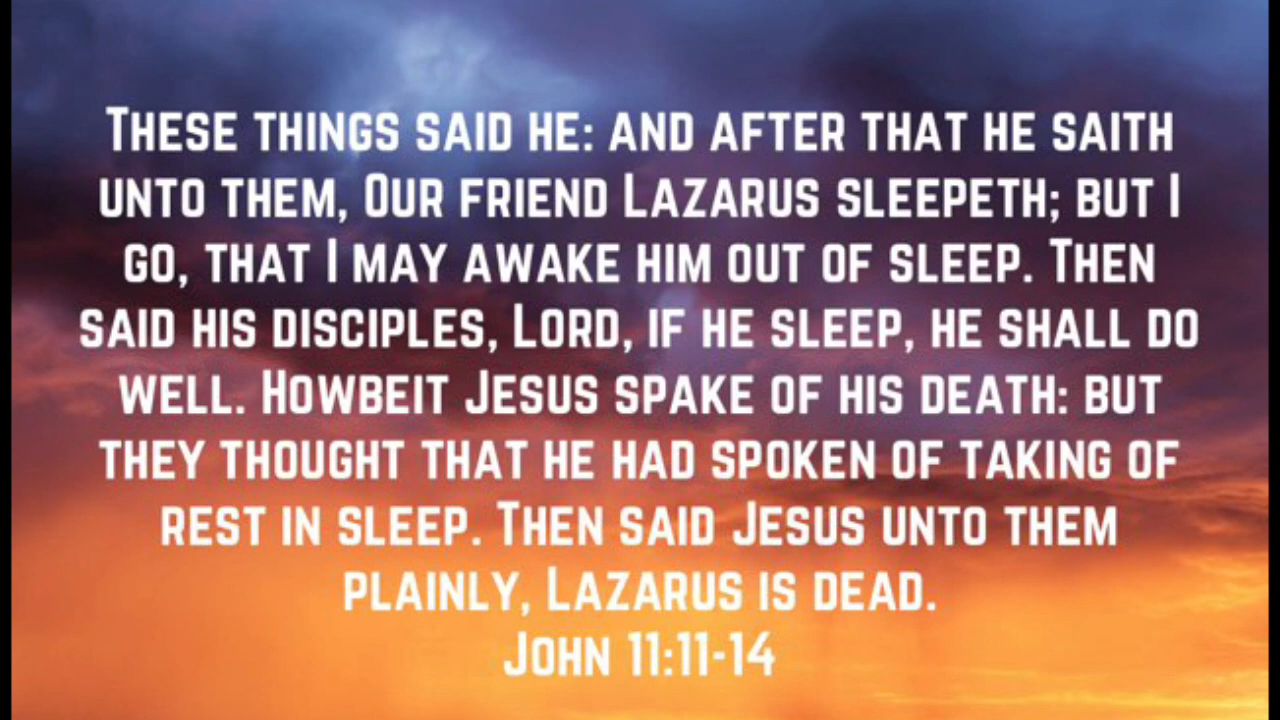 These things said he: and after that he saith
unto them, Our friend Lazarus sleepeth; but I
go, that I may awake him out of sleep. Then
said his disciples, Lord, if he sleep, he shall do
well. Howbeit Jesus spake of his death: but
they thought that he had spoken of taking of
rest in sleep. Then said Jesus unto them
plainly, Lazarus is dead.
John 11:11-14